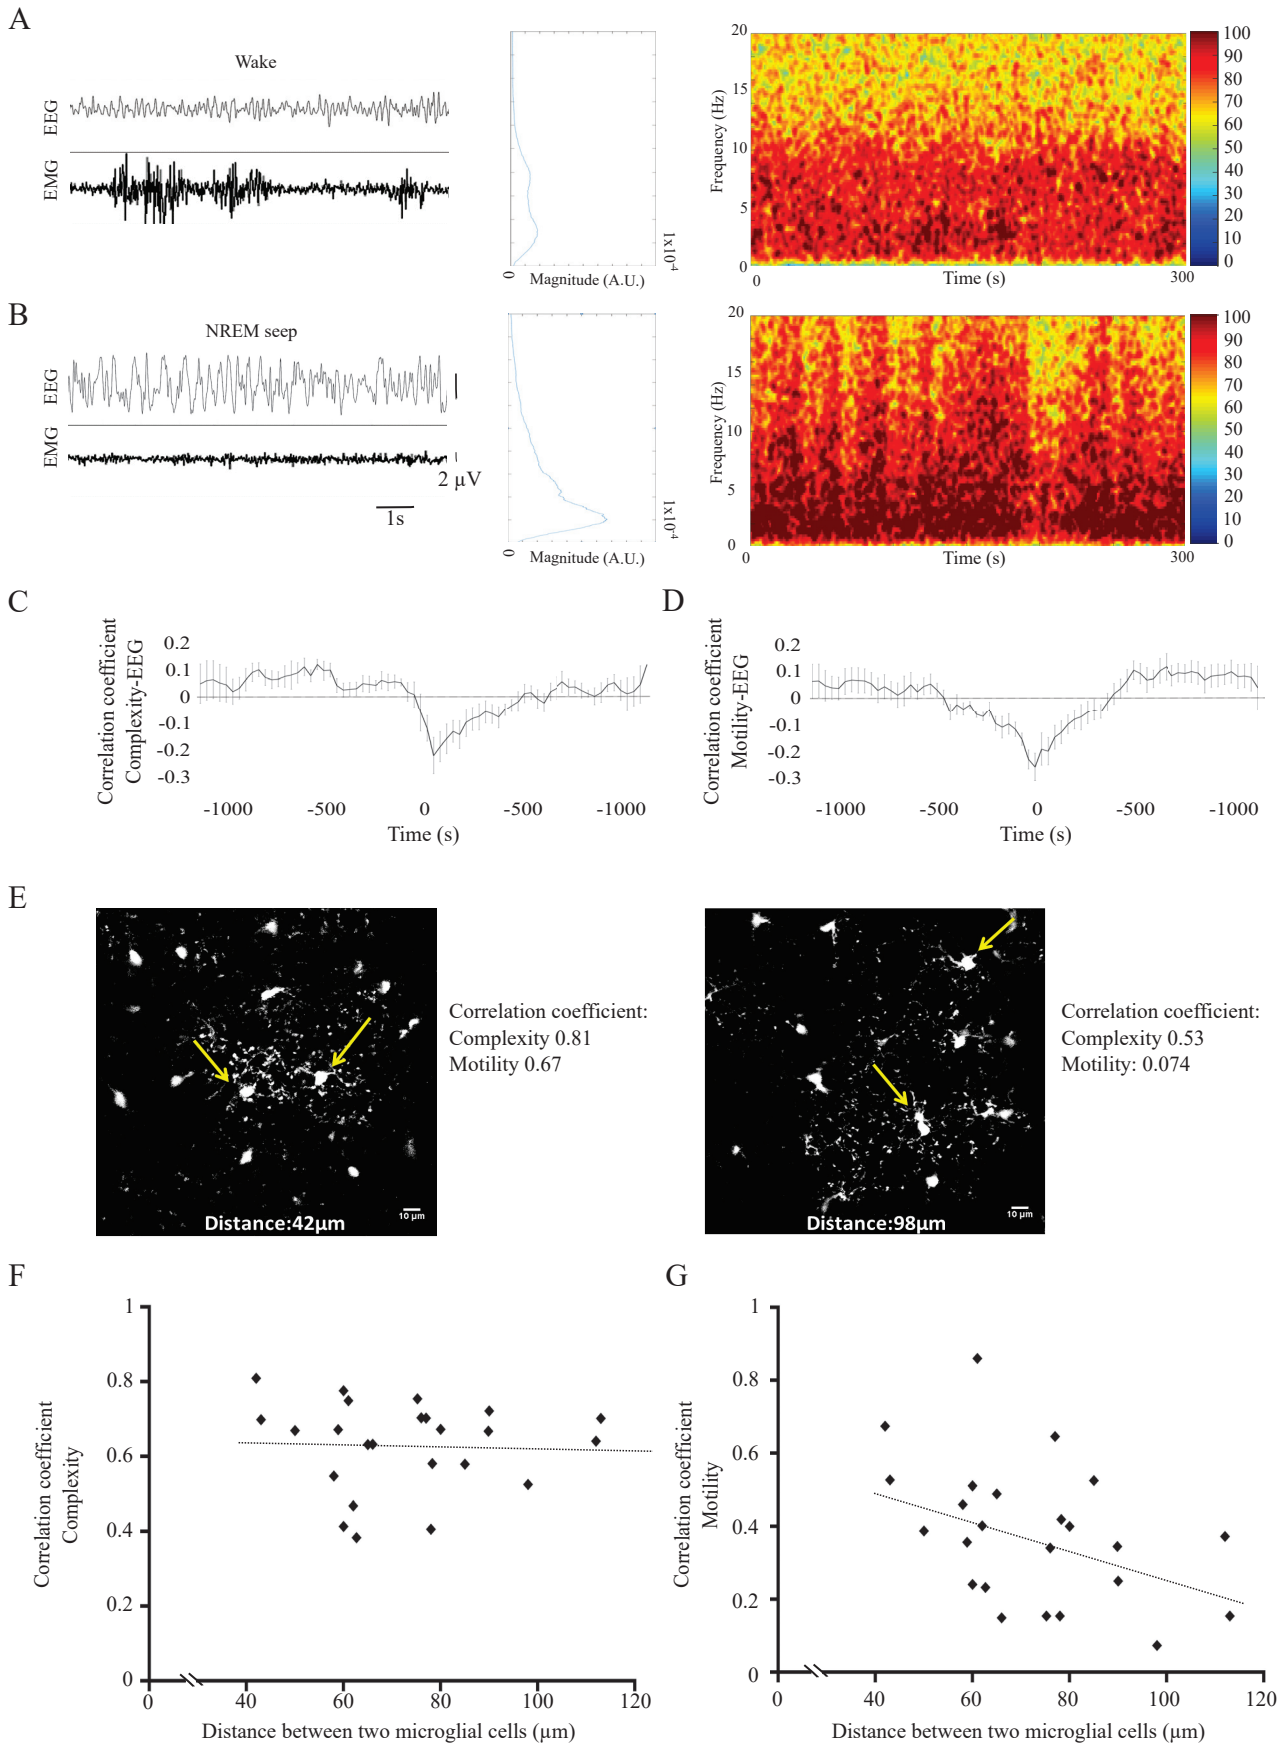 A
Wake
EEG
EMG
0
1x10-4
Magnitude (A.U.)
Frequency (Hz)
20
15
10
5
0
0
Time (s)
300
100
90
80
70
60
50
40
30
20
10
0
B
NREM seep
EEG
EMG
2 µV
1s
0
1x10-4
Magnitude (A.U.)
Frequency (Hz)
20
15
10
5
0
Time (s)
300
100
90
80
70
60
50
40
30
20
10
0
C
Correlation coefficient
Complexity-EEG
0.2
0.1
0
-0.1
-0.2
-0.3
-1000
-500
0
-500
-1000
Time (s)
D
Correlation coefficient
Motility-EEG
0.2
0.1
0
-0.1
-0.2
-0.3
-1000
-500
0
-500
-1000
Time (s)
E
Distance:42µm
10 µm
Correlation coefficient:
Complexity 0.81
Motility 0.67
Distance:98µm
10 µm
Correlation coefficient:
Complexity 0.53
Motility: 0.074
F
Correlation coefficient
Complexity
1
0.8
0.6
0.4
0.2
0
0
40
60
80
100
120
Distance between two microglial cells (µm)
G
Correlation coefficient
Motility
1
0.8
0.6
0.4
0.2
0
0
40
60
80
100
120
Distance between two microglial cells (µm)